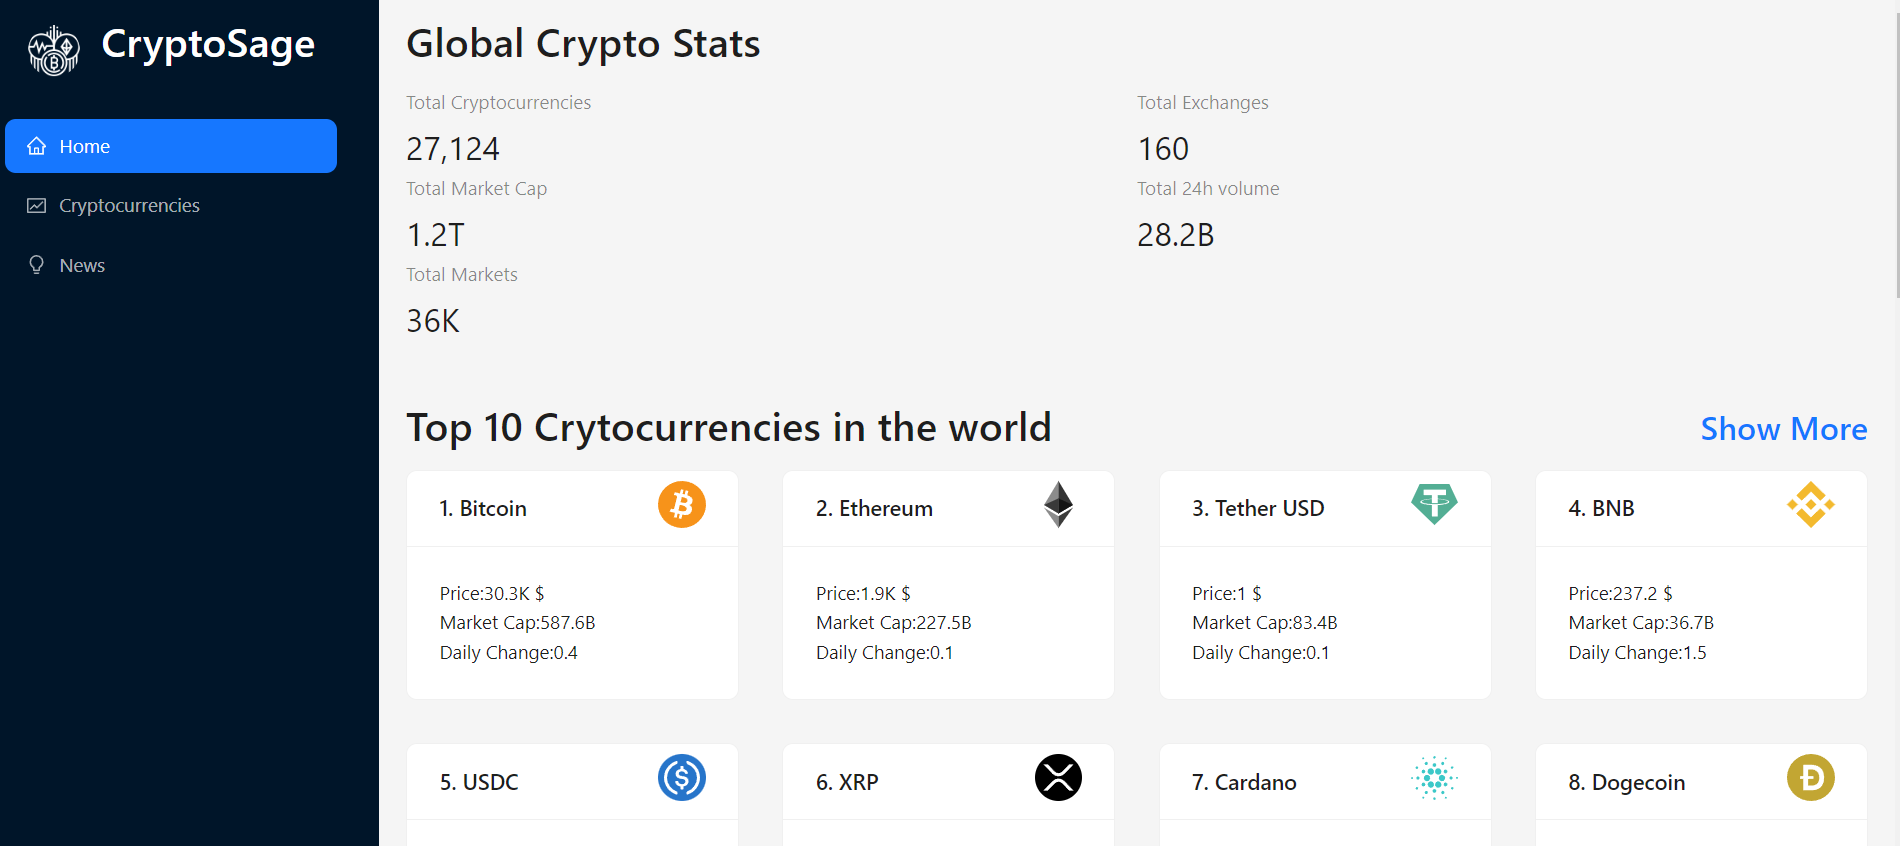 CryptoSage
Home
Cryptocurrencies
News
Global Crypto Stats
Total Cryptocurrencies
27,124
Total Exchanges
160
Total Market Cap
1.2T
Total 24h volume
28.2B
Total Markets
36K
Top 10 Crytocurrencies in the world
Show More
1. Bitcoin
Price:30.3K $
Market Cap:587.6B
Daily Change:0.4
2. Ethereum
Price:1.9K $
Market Cap:227.5B
Daily Change:0.1
3. Tether USD
Price:1 $
Market Cap:83.4B
Daily Change:0.1
4. BNB
Price:237.2 $
Market Cap:36.7B
Daily Change:1.5
5. USDC
6. XRP
7. Cardano
8. Dogecoin